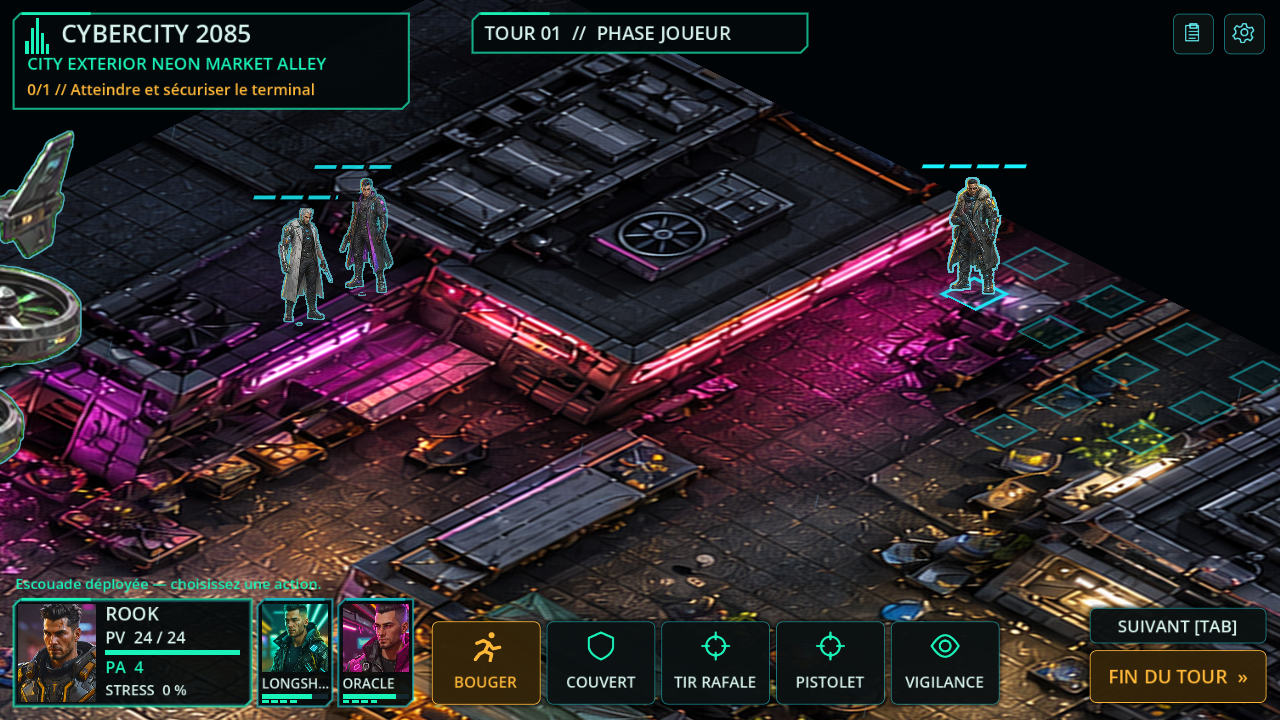 CYBERCITY 2085
CITY EXTERIOR NEON MARKET ALLEY
0/1 // Atteindre et sécuriser le terminal
TOUR 01 // PHASE JOUEUR
Escouade déployée — choisissez une action.
ROOK
PV 24 / 24
PA 4
STRESS 0 %
LONGSH...
ORACLE
BOUGER
COUVERT
TIR RAFALE
PISTOLET
VIGILANCE
SUIVANT [TAB]
FIN DU TOUR »